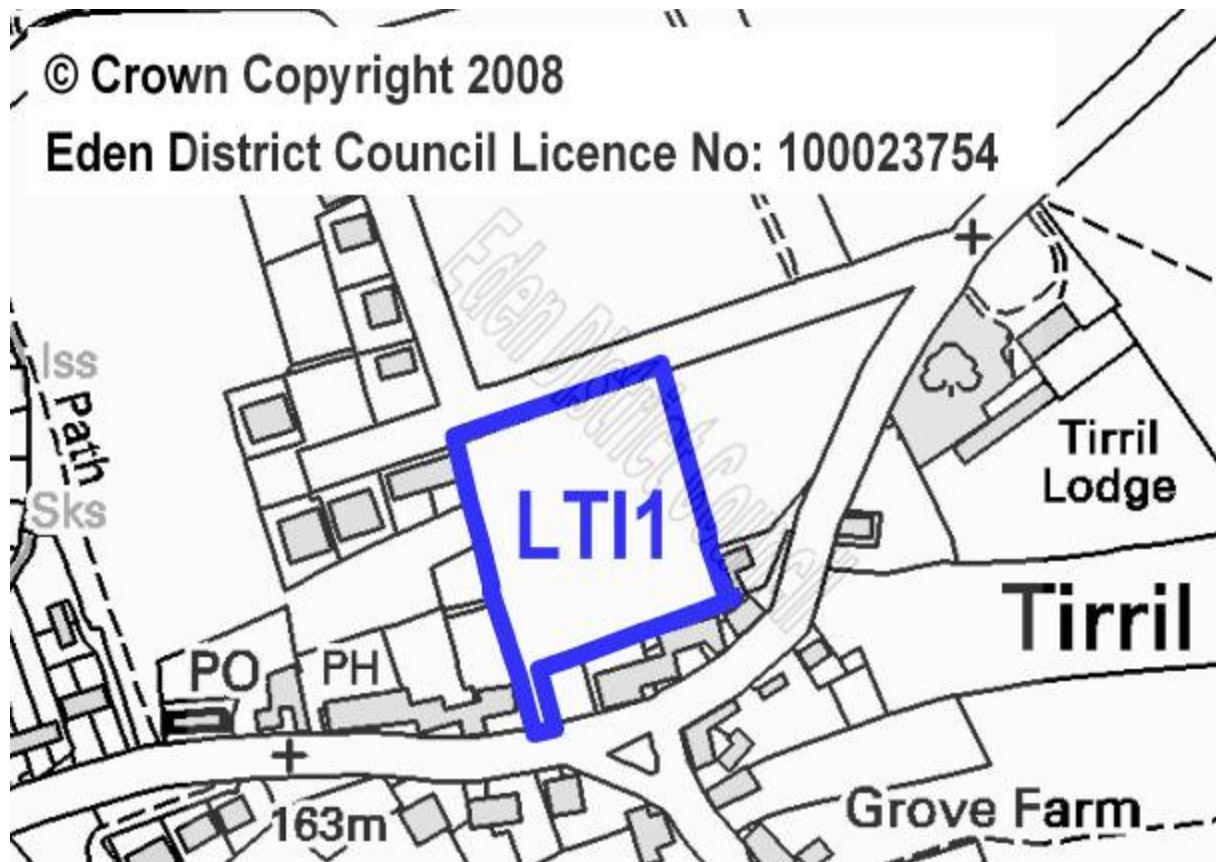 © Crown Copyright 2008
Eden District Council Licence No: 100023754
Eden District Council
Iss
Path
Sks
LTI1
Tirril
Lodge
Tirril
PO
PH
163m
Grove Farm